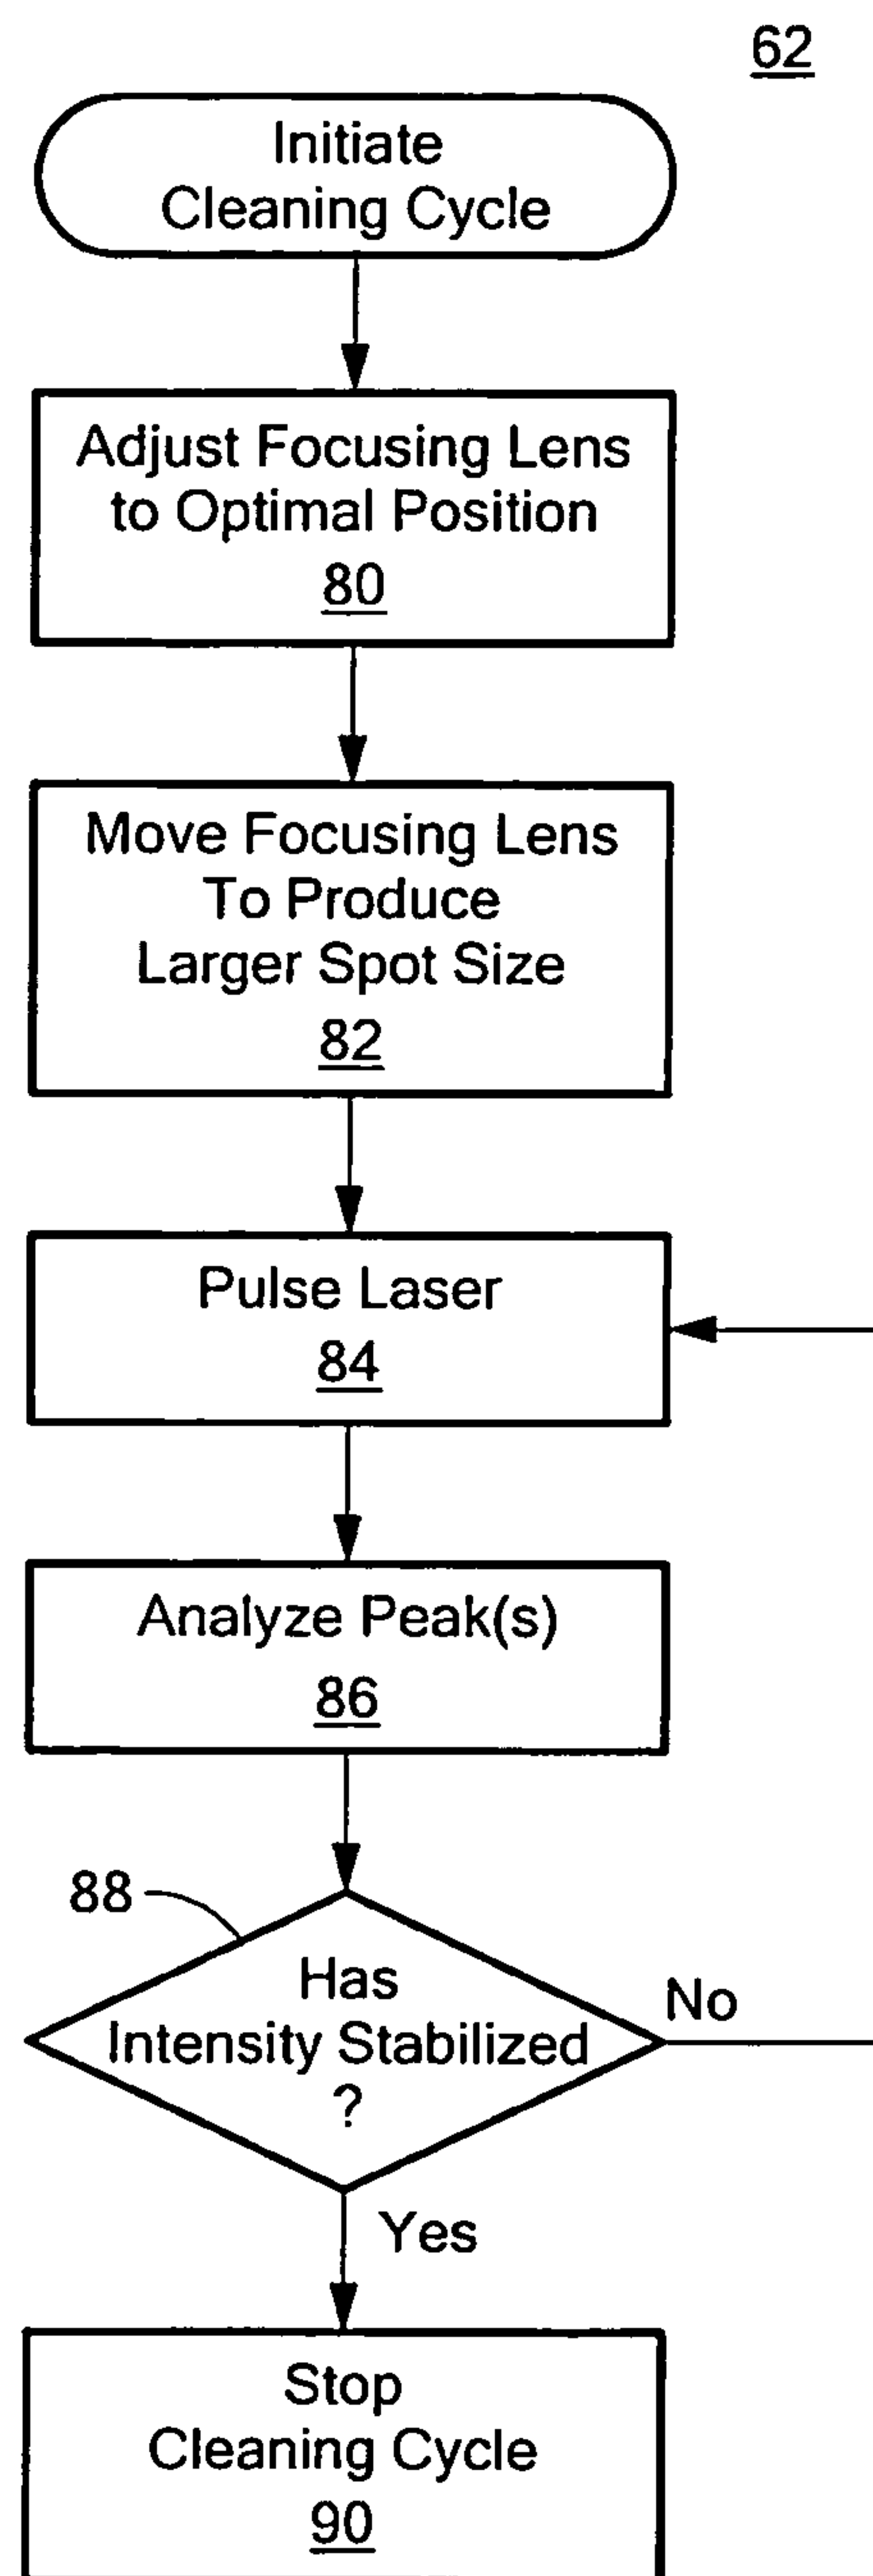 62
Initiate
Cleaning Cycle
Adjust Focusing Lens
to Optimal Position
80
Move Focusing Lens
To Produce
Larger Spot Size
82
Pulse Laser
84
Analyze Peak(s)
86
88
Has
Intensity Stabilized
?
No
Yes
Stop
Cleaning Cycle
90